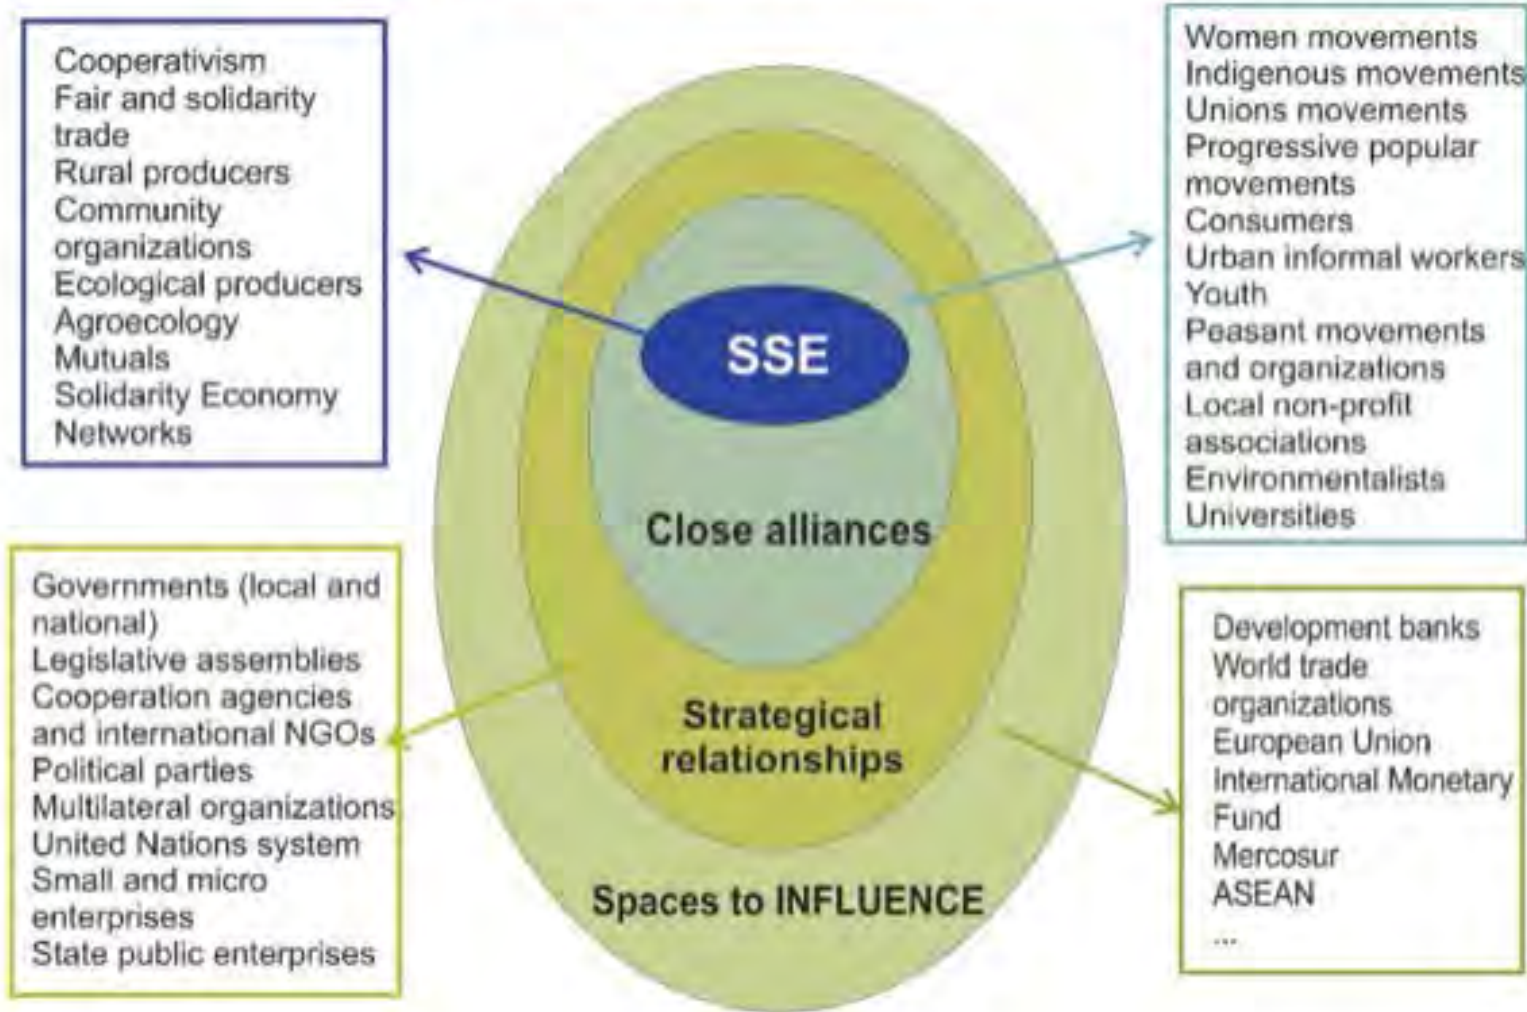 Cooperativism
Fair and solidarity
trade
Rural producers
Community
organizations
Ecological producers
Agroecology
Mutuals
Solidarity Economy
Networks
Women movements
Indigenous movements
Unions movements
Progressive popular
movements
Consumers
Urban informal workers
Youth
Peasant movements
and organizations
Local non-profit
associations
Environmentalists
Universities
SSE
Close alliances
Strategical
relationships
Spaces to INFLUENCE
Governments (local and
national)
Legislative assemblies
Cooperation agencies
and international NGOs
Political parties
Multilateral organizations
United Nations system
Small and micro
enterprises
State public enterprises
Development banks
World trade
organizations
European Union
International Monetary
Fund
Mercosur
ASEAN
...